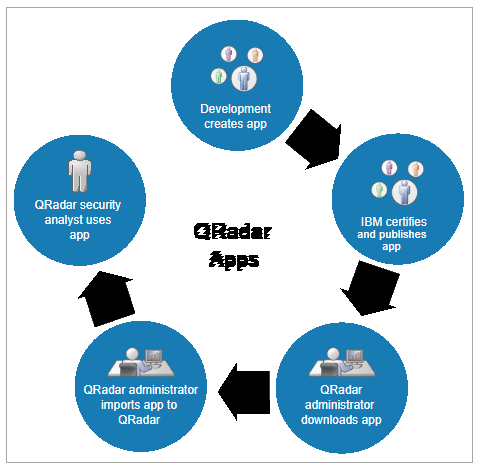 Development
creates app
IBM certifies
and publishes
app
QRadar
administrator
downloads app
QRadar administrator
imports app to
QRadar
QRadar security
analyst uses
app
QRadar
Apps